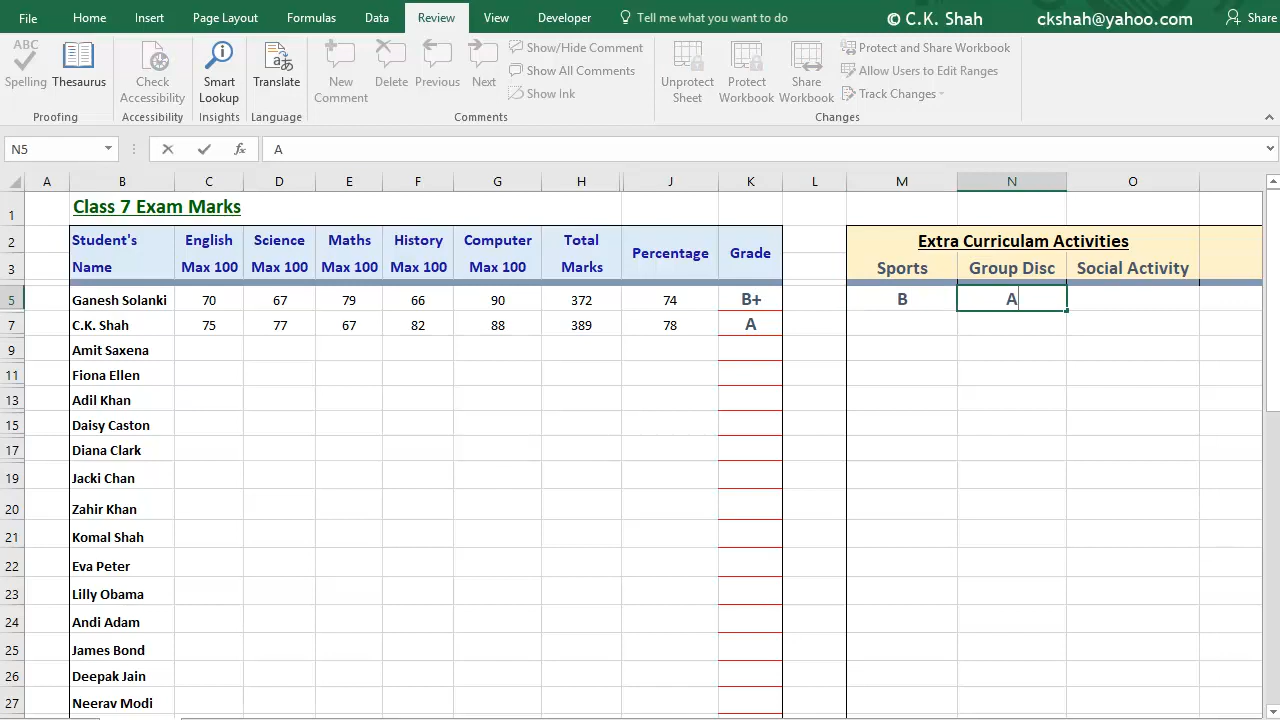 File Home Insert Page Layout Formulas Data Review View Developer Tell me what you want to do © C.K. Shah ckshah@yahoo.com Share
ABC
Spelling Thesaurus Check Accessibility Smart Lookup Translate New Comment Delete Previous Next Show/Hide Comment Show All Comments Show Ink Unprotect Sheet Protect Workbook Share Workbook Protect and Share Workbook Allow Users to Edit Ranges Track Changes
Proofing Accessibility Insights Language Comments Changes
N5 fx A
A B C D E F G H J K L M N O
1 Class 7 Exam Marks
2 Student's English Science Maths History Computer Total Percentage Grade Extra Curriculam Activities
3 Name Max 100 Max 100 Max 100 Max 100 Max 100 Marks Sports Group Disc Social Activity
5 Ganesh Solanki 70 67 79 66 90 372 74 B+ B A
7 C.K. Shah 75 77 67 82 88 389 78 A
9 Amit Saxena
11 Fiona Ellen
13 Adil Khan
15 Daisy Caston
17 Diana Clark
19 Jacki Chan
20 Zahir Khan
21 Komal Shah
22 Eva Peter
23 Lilly Obama
24 Andi Adam
25 James Bond
26 Deepak Jain
27 Neerav Modi